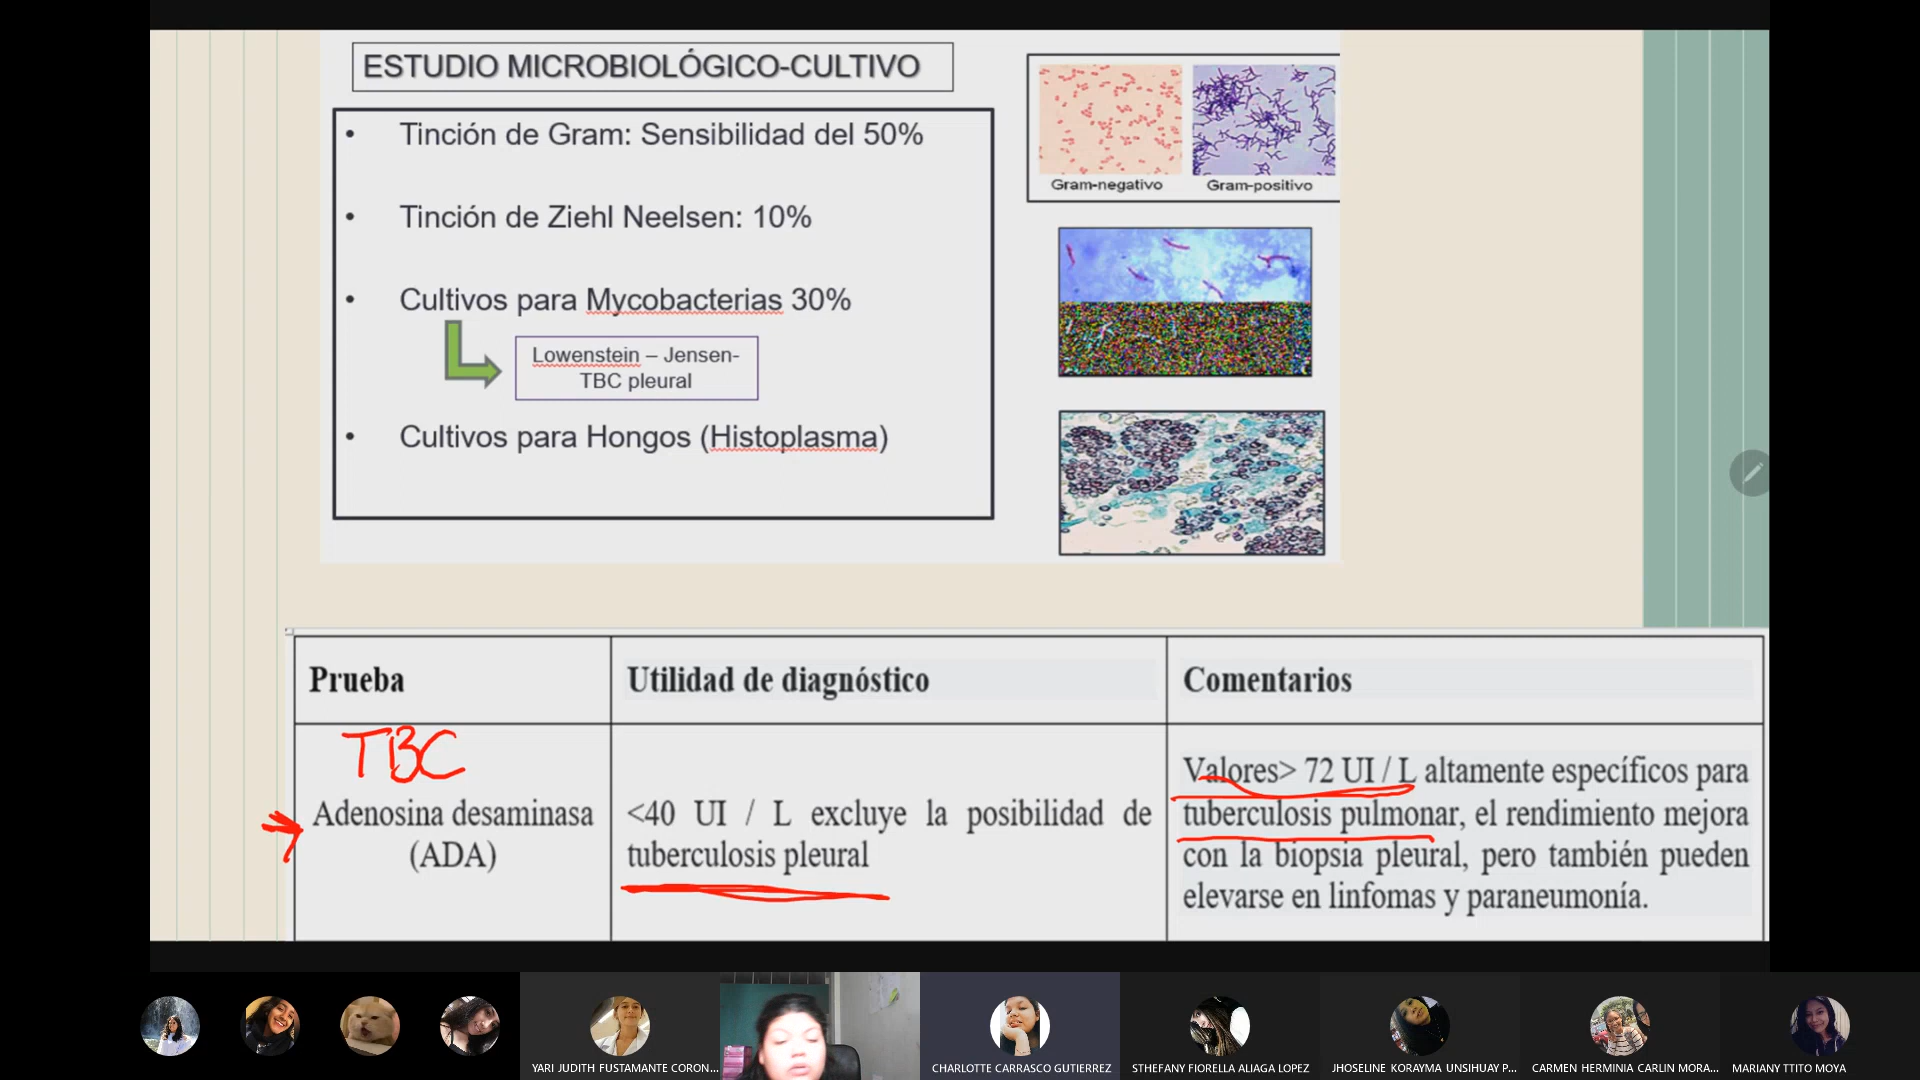 ESTUDIO MICROBIOLÓGICO-CULTIVO
• Tinción de Gram: Sensibilidad del 50%
• Tinción de Ziehl Neelsen: 10%
• Cultivos para Mycobacterias 30%
Lowenstein – Jensen-
TBC pleural
• Cultivos para Hongos (Histoplasma)
Gram-negativo
Gram-positivo
Prueba
Utilidad de diagnóstico
Comentarios
TBC
Adenosina desaminasa
(ADA)
<40 UI / L excluye la posibilidad de
tuberculosis pleural
Valores> 72 UI / L altamente específicos para
tuberculosis pulmonar, el rendimiento mejora
con la biopsia pleural, pero también pueden
elevarse en linfomas y paraneumonía.
YARI JUDITH FUSTAMANTE CORON...
CHARLOTTE CARRASCO GUTIERREZ
STHEFANY FIORELLA ALIAGA LOPEZ
JHOSELINE KORAYMA UNSIHUAY P...
CARMEN HERMINIA CARLIN MORA...
MARIANY TTITO MOYA